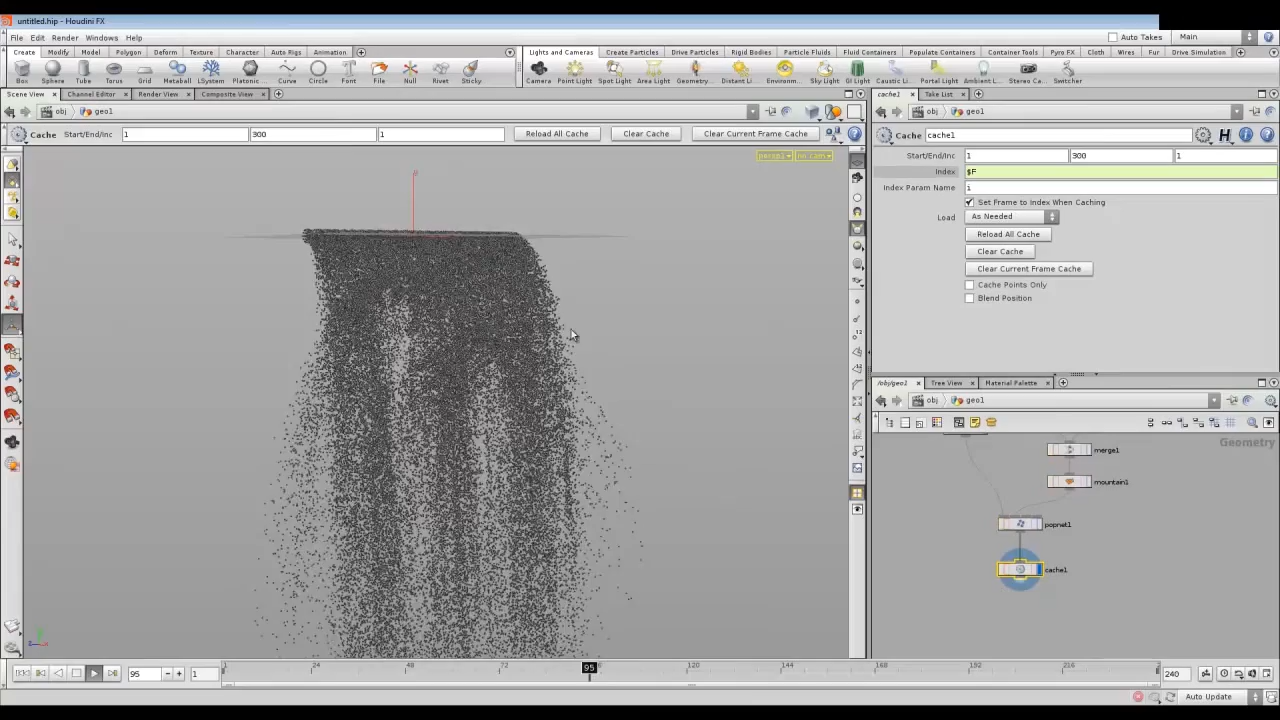 untitled.hip - Houdini FX
File Edit Render Windows Help
Auto Takes Main
Create Modify Model Polygon Deform Texture Character Auto Rigs Animation
Lights and Cameras Create Particles Drive Particles Rigid Bodies Particle Fluids Fluid Containers Populate Containers Container Tools Pyro FX Cloth Wires Fur Drive Simulation
Box Sphere Tube Torus Grid Metaball LSystem Platonic ... Curve Circle Font File Null Rivet Sticky
Camera Point Light Spot Light Area Light Geometry... Distant Li... Environm... Sky Light GI Light Caustic Li... Portal Light Ambient L... Stereo Ca... Switcher
Scene View Channel Editor Render View Composite View
cache1 Take List
obj geo1
obj geo1
Cache Start/End/Inc 1 300 1 Reload All Cache Clear Cache Clear Current Frame Cache
Cache cache1
persp1 no cam
Start/End/Inc 1 300 1
Index $F
Index Param Name i
Set Frame to Index When Caching
Load As Needed
Reload All Cache
Clear Cache
Clear Current Frame Cache
Cache Points Only
Blend Position
/obj/geo1 Tree View Material Palette
obj geo1
Geometry
merge1
mountain1
popnet1
cache1
95 1 1 24 48 72 95 120 144 168 192 216 2 240
Auto Update